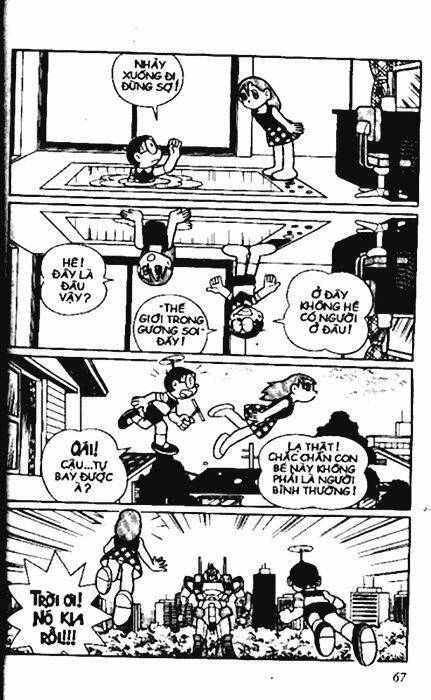 NHẢY
XUỐNG ĐI
ĐỪNG SỢ!
HÊ!
ĐÂY LÀ
ĐÂU
VẬY?
"THẾ
GIỚI TRONG
GƯƠNG SOI"
ĐẤY!
Ở ĐÂY
KHÔNG HỀ
CÓ NGƯỜI
Ở ĐÂU!
OÁI!
CẬU...TỰ
BAY ĐƯỢC
À?
LẠ THẬT!
CHẮC CHẮN CON
BÉ NÀY KHÔNG
PHẢI LÀ NGƯỜI
BÌNH THƯỜNG!
TRỜI ƠI!
NÓ KIA
RỒI!!!
67